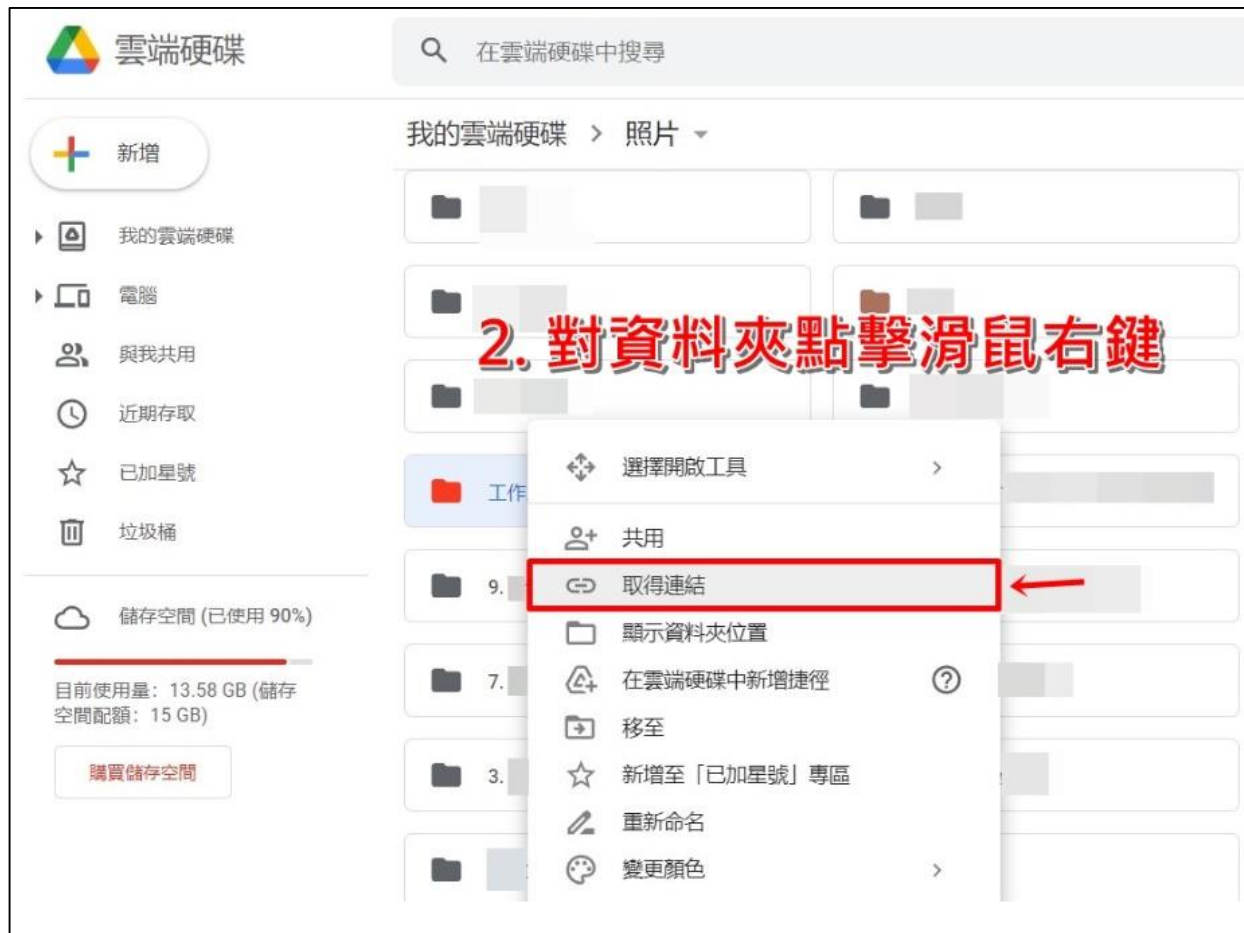 雲端硬碟
在雲端硬碟中搜尋
我的雲端硬碟 > 照片
新增
我的雲端硬碟
電腦
與我共用
近期存取
已加星號
垃圾桶
儲存空間 (已使用 90%)
目前使用量：13.58 GB (儲存
空間配額：15 GB)
購買儲存空間
2. 對資料夾點擊滑鼠右鍵
工作
9.
7.
3.
選擇開啟工具
共用
取得連結
顯示資料夾位置
在雲端硬碟中新增捷徑
移至
新增至「已加星號」專區
重新命名
變更顏色